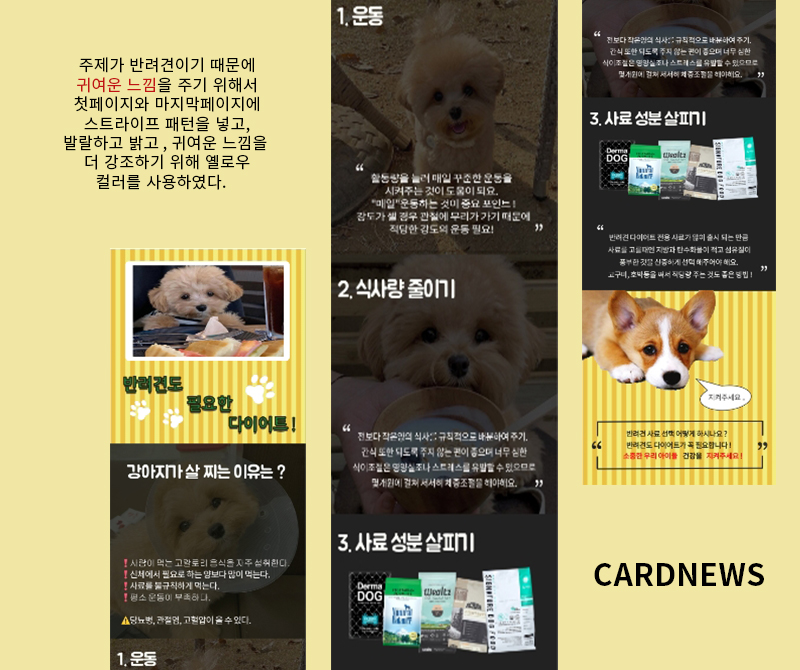 주제가 반려견이기 때문에
귀여운 느낌을 주기 위해서
첫페이지와 마지막페이지에
스트라이프 패턴을 넣고,
발랄하고 밝고 , 귀여운 느낌을
더 강조하기 위해 옐로우
컬러를 사용하였다.
반려견도
필요한
다이어트!
강아지가 살 찌는 이유는 ?
❗ 사람이 먹는 고칼로리 음식을 자주 섭취한다.
❗ 신체에서 필요로 하는 양보다 많이 먹는다.
❗ 사료를 불규칙하게 먹는다.
❗ 평소 운동이 부족하다.
⚠당뇨병, 관절염, 고혈압이 올 수 있다.
1. 운동
1. 운동
“
활동량을 늘려 매일 꾸준한 운동을
시켜주는 것이 도움이 되요.
"매일"운동하는 것이 중요 포인트 !
강도가 셀 경우 관절에 무리가 가기 때문에
적당한 강도의 운동 필요!
”
2. 식사량 줄이기
“
전보다 작은양의 식사를 규칙적으로 배분하여 주기.
간식 또한 되도록 주지 않는 편이 좋으며 너무 심한
식이조절은 영양실조나 스트레스를 유발할 수 있으므로
몇개월에 걸쳐 서서히 체중조절을 해야해요.
”
3. 사료 성분 살피기
Derma
DOG
전보다 작은양의 식사를 규칙적으로 배분하여 주기.
간식 또한 되도록 주지 않는 편이 좋으며 너무 심한
식이조절은 영양실조나 스트레스를 유발할 수 있으므로
몇개월에 걸쳐 서서히 체중조절을 해야해요.
”
3. 사료 성분 살피기
Derma
DOG
“
반려견 다이어트 전용 사료가 많이 출시 되는 만큼
사료를 고를때엔 지방과 탄수화물이 적고 섬유질이
풍부한 것을 신중하게 선택 해주어야 해요.
고구마, 호박등을 쪄서 적당량 주는 것도 좋은 방법 !
”
지켜주세요 .
“
반려견 사료 선택 어떻게 하시나요 ?
반려견도 다이어트가 꼭 필요합니다 !
소중한 우리 아이들 건강을 지켜주세요 !
”
CARDNEWS